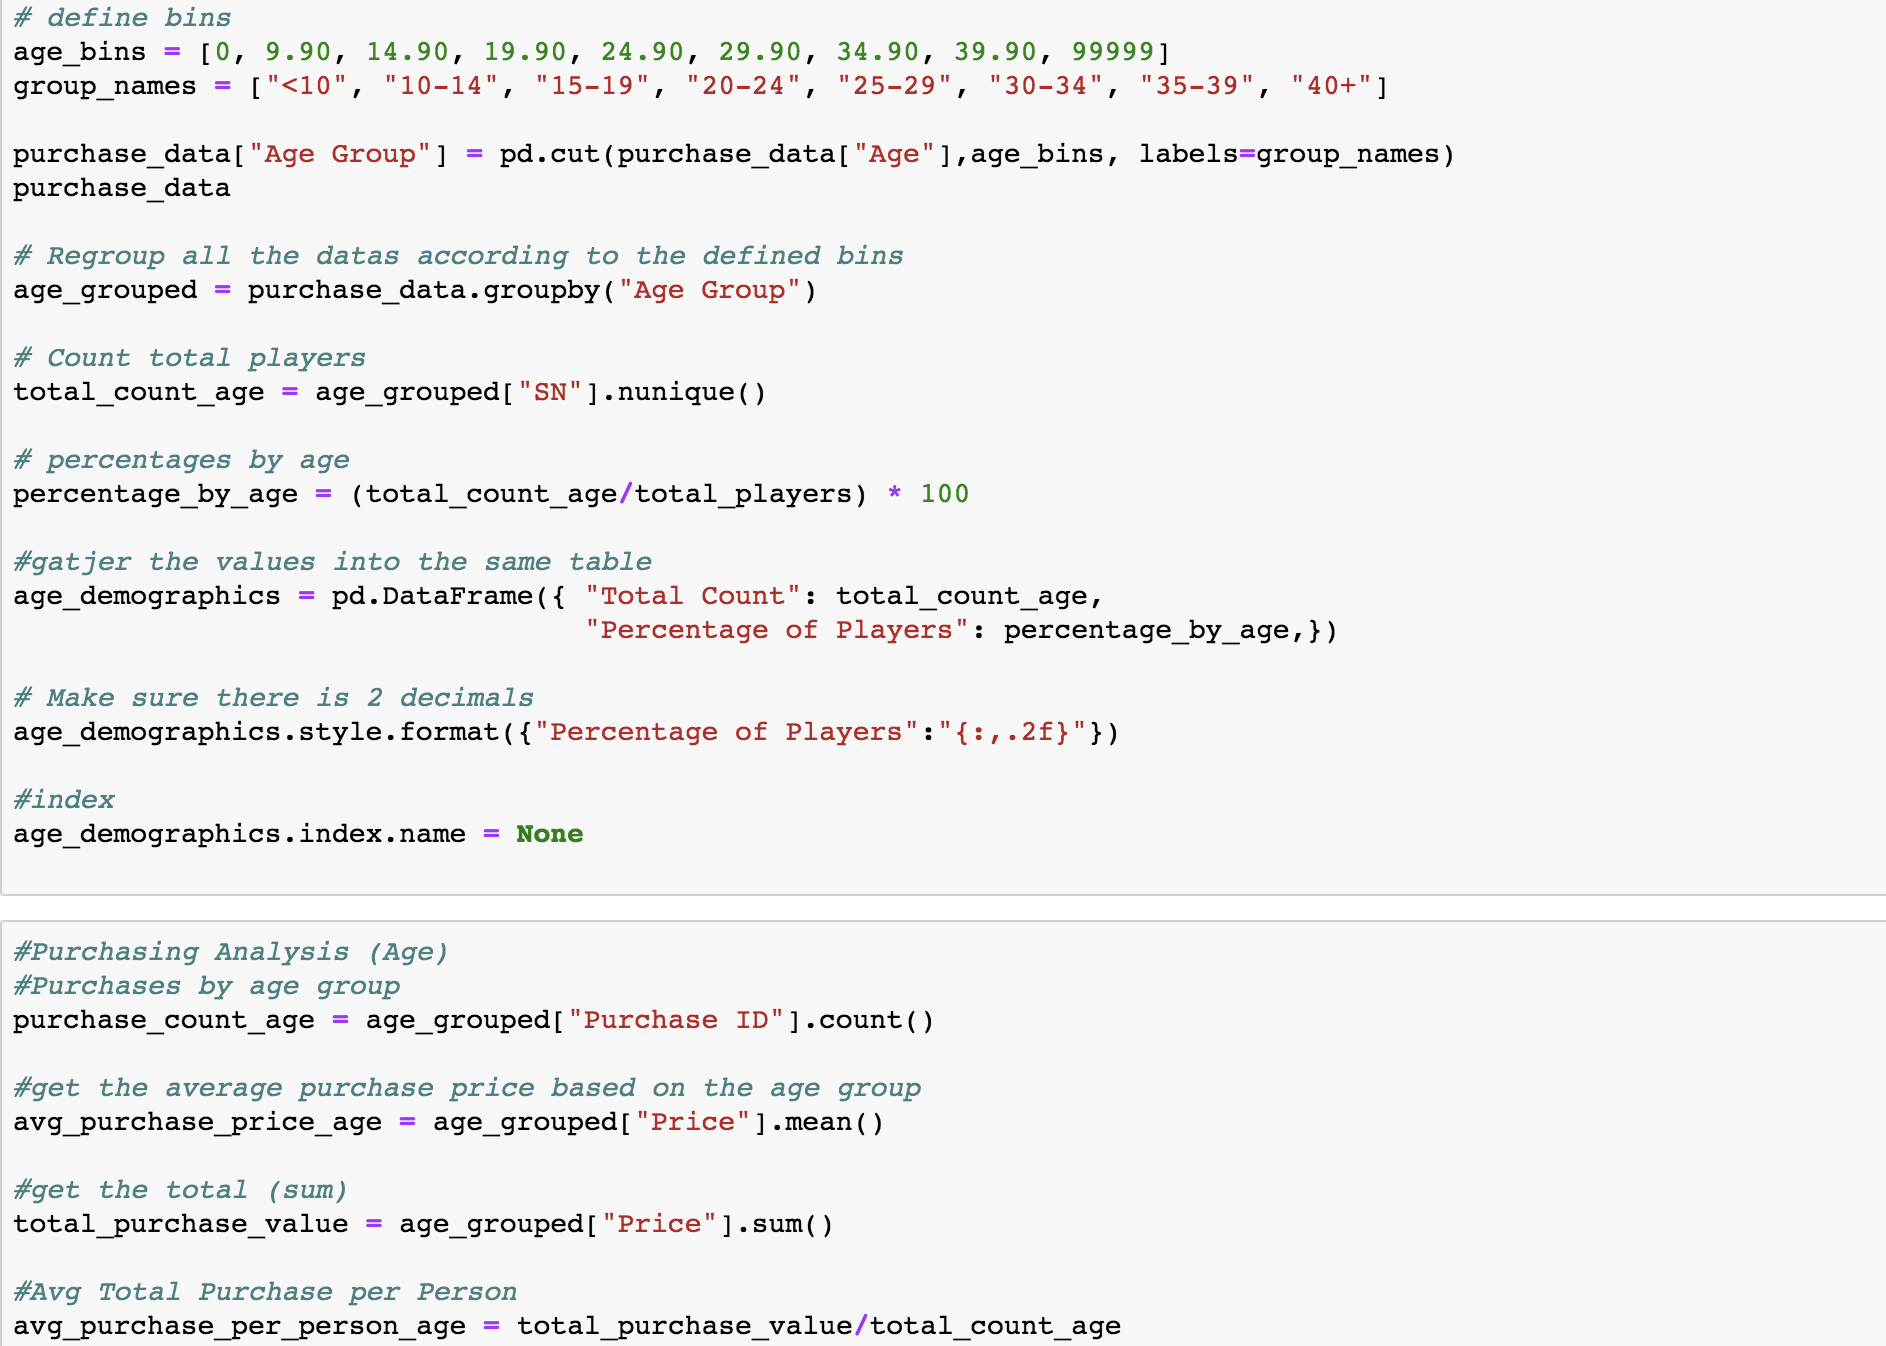 # define bins
age_bins = [0, 9.90, 14.90, 19.90, 24.90, 29.90, 34.90, 39.90, 99999]
group_names = ["<10", "10-14", "15-19", "20-24", "25-29", "30-34", "35-39", "40+"]
purchase_data["Age Group"] = pd.cut(purchase_data["Age"],age_bins, labels=group_names)
purchase_data
# Regroup all the datas according to the defined bins
age_grouped = purchase_data.groupby("Age Group")
# Count total players
total_count_age = age_grouped["SN"].nunique()
# percentages by age
percentage_by_age = (total_count_age/total_players) * 100
#gatjer the values into the same table
age_demographics = pd.DataFrame({ "Total Count": total_count_age,
"Percentage of Players": percentage_by_age,})
# Make sure there is 2 decimals
age_demographics.style.format({"Percentage of Players":"{:,.2f}"})
#index
age_demographics.index.name = None
#Purchasing Analysis (Age)
#Purchases by age group
purchase_count_age = age_grouped["Purchase ID"].count()
#get the average purchase price based on the age group
avg_purchase_price_age = age_grouped["Price"].mean()
#get the total (sum)
total_purchase_value = age_grouped["Price"].sum()
#Avg Total Purchase per Person
avg_purchase_per_person_age = total_purchase_value/total_count_age